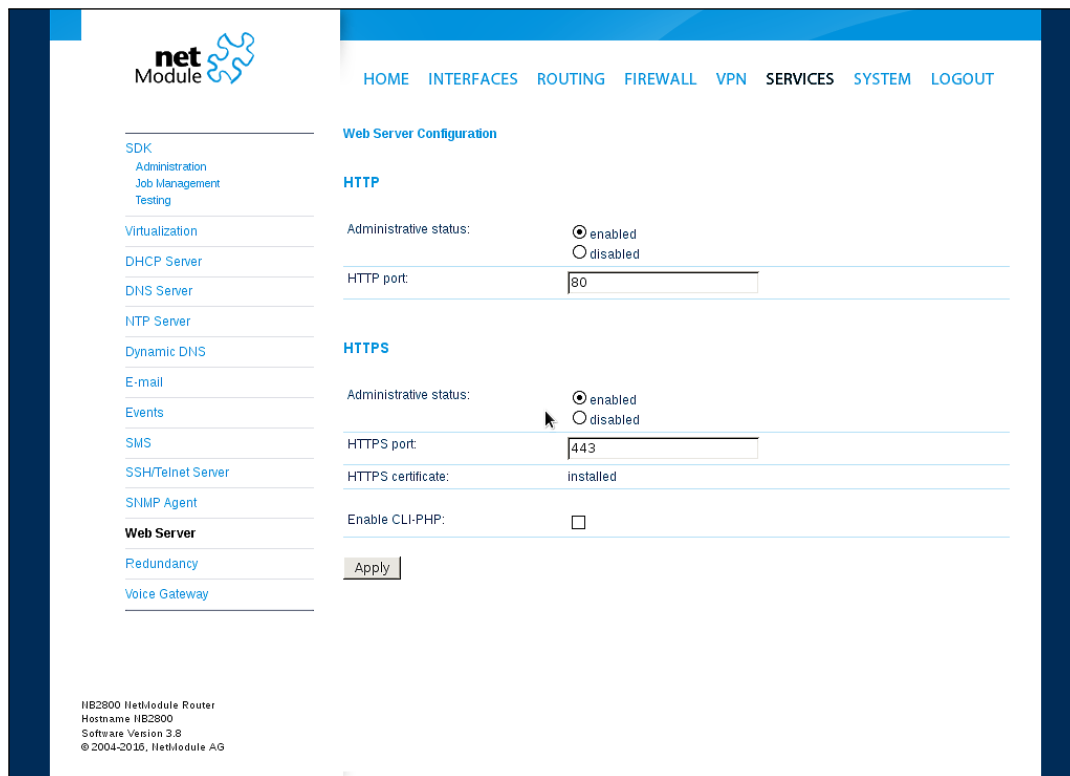 net
Module
HOME INTERFACES ROUTING FIREWALL VPN SERVICES SYSTEM LOGOUT
SDK
Administration
Job Management
Testing
Virtualization
DHCP Server
DNS Server
NTP Server
Dynamic DNS
E-mail
Events
SMS
SSH/Telnet Server
SNMP Agent
Web Server
Redundancy
Voice Gateway
Web Server Configuration
HTTP
Administrative status:
enabled
disabled
HTTP port: 80
HTTPS
Administrative status:
enabled
disabled
HTTPS port: 443
HTTPS certificate: installed
Enable CLI-PHP:
Apply
NB2800 NetModule Router
Hostname NB2800
Software Version 3.8
© 2004-2016, NetModule AG